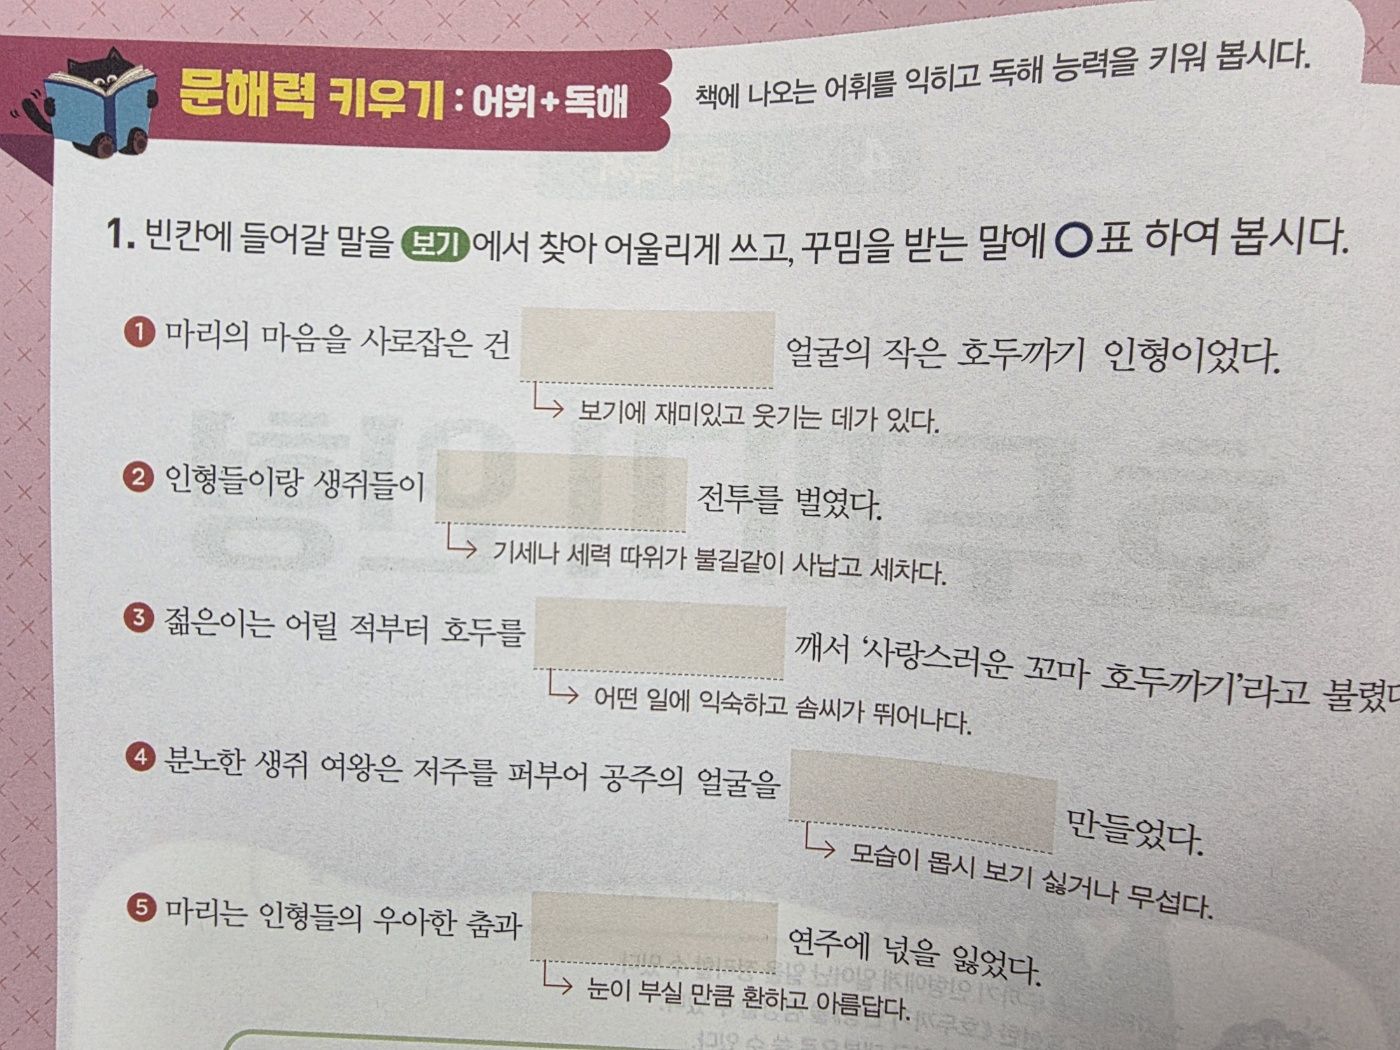 문해력 키우기 : 어휘 + 독해
책에 나오는 어휘를 익히고 독해 능력을 키워 봅시다.
1. 빈칸에 들어갈 말을 보기 에서 찾아 어울리게 쓰고, 꾸밈을 받는 말에 ○표 하여 봅시다.
1 마리의 마음을 사로잡은 건 얼굴의 작은 호두까기 인형이었다.
보기에 재미있고 웃기는 데가 있다.
2 인형들이랑 생쥐들이 전투를 벌였다.
기세나 세력 따위가 불길같이 사납고 세차다.
3 젊은이는 어릴 적부터 호두를 깨서 ‘사랑스러운 꼬마 호두까기’라고 불렸다
어떤 일에 익숙하고 솜씨가 뛰어나다.
4 분노한 생쥐 여왕은 저주를 퍼부어 공주의 얼굴을 만들었다.
모습이 몹시 보기 싫거나 무섭다.
5 마리는 인형들의 우아한 춤과 연주에 넋을 잃었다.
눈이 부실 만큼 환하고 아름답다.